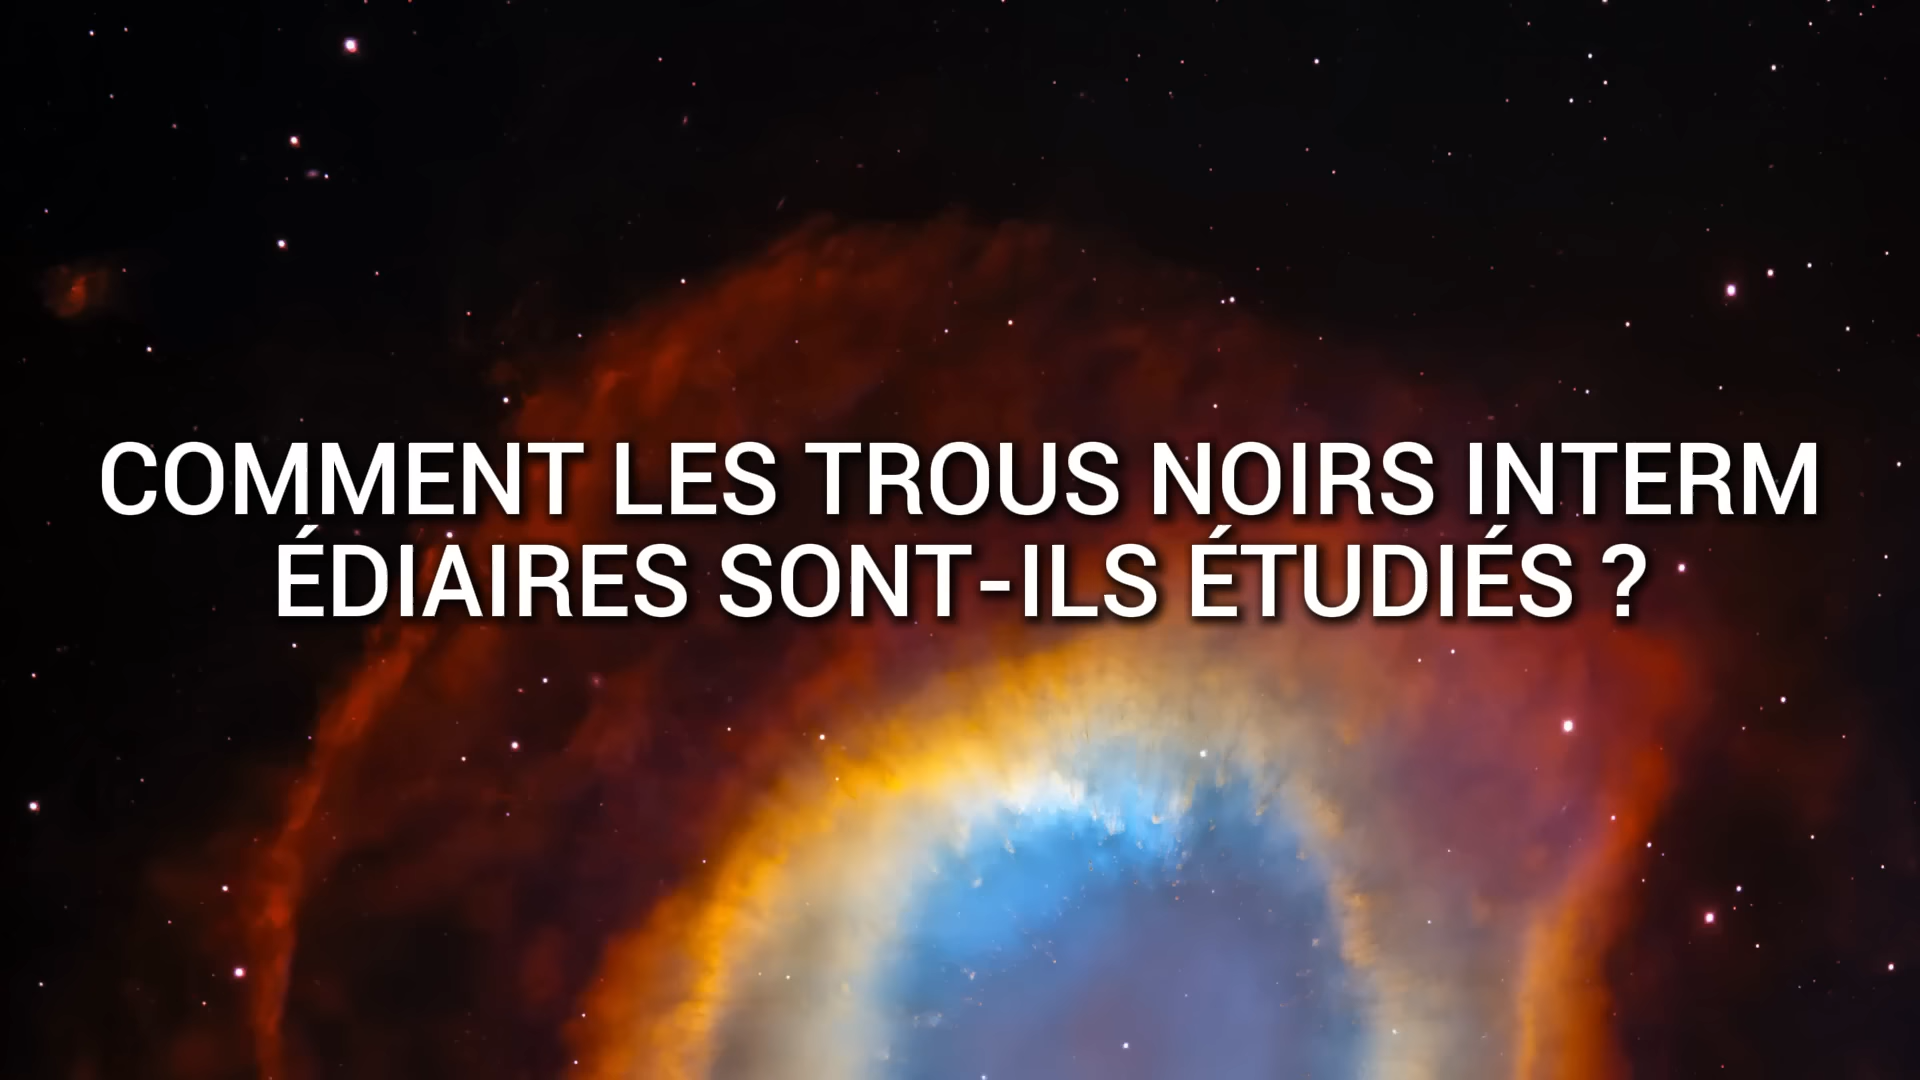 COMMENT LES TROUS NOIRS INTERM
ÉDIAIRES SONT-ILS ÉTUDIÉS ?